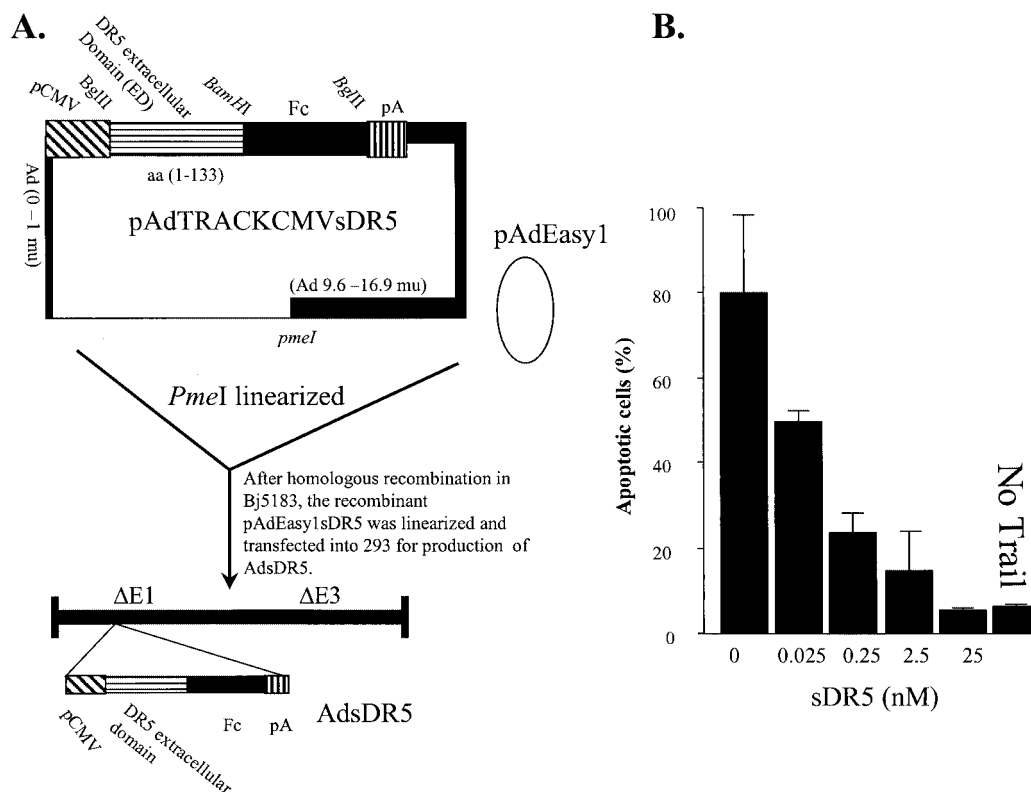 A.
DR5 extracellular
Domain (ED)
pCMV
BglII
BamHI
Fc
BglII
pA
aa (1-133)
Ad (0 – 1 mu)
pAdTRACKCMVsDR5
pAdEasy1
(Ad 9.6 –16.9 mu)
pmeI
PmeI linearized
After homologous recombination in
Bj5183, the recombinant
pAdEasy1sDR5 was linearized and
transfected into 293 for production of
AdsDR5.
ΔE1
ΔE3
pCMV
DR5 extracellular
domain
Fc
pA
AdsDR5
B.
Apoptotic cells (%)
100
80
60
40
20
0
No Trail
0
0.025
0.25
2.5
25
sDR5 (nM)